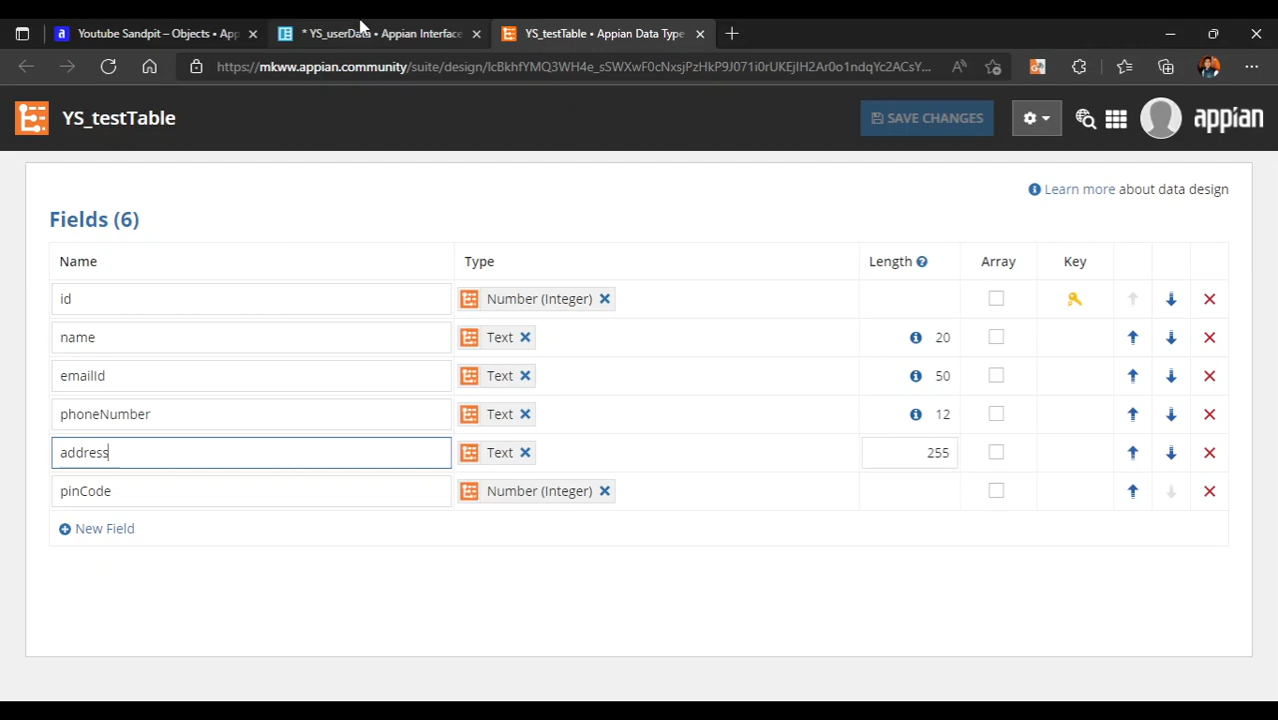 Youtube Sandpit – Objects • App
* YS_userData • Appian Interface
YS_testTable • Appian Data Type
https://mkww.appian.community/suite/design/
YS_testTable
SAVE CHANGES
appian
Learn more about data design
Fields (6)
Name Type Length Array Key
id Number (Integer)
name Text 20
emailId Text 50
phoneNumber Text 12
address Text 255
pinCode Number (Integer)
New Field